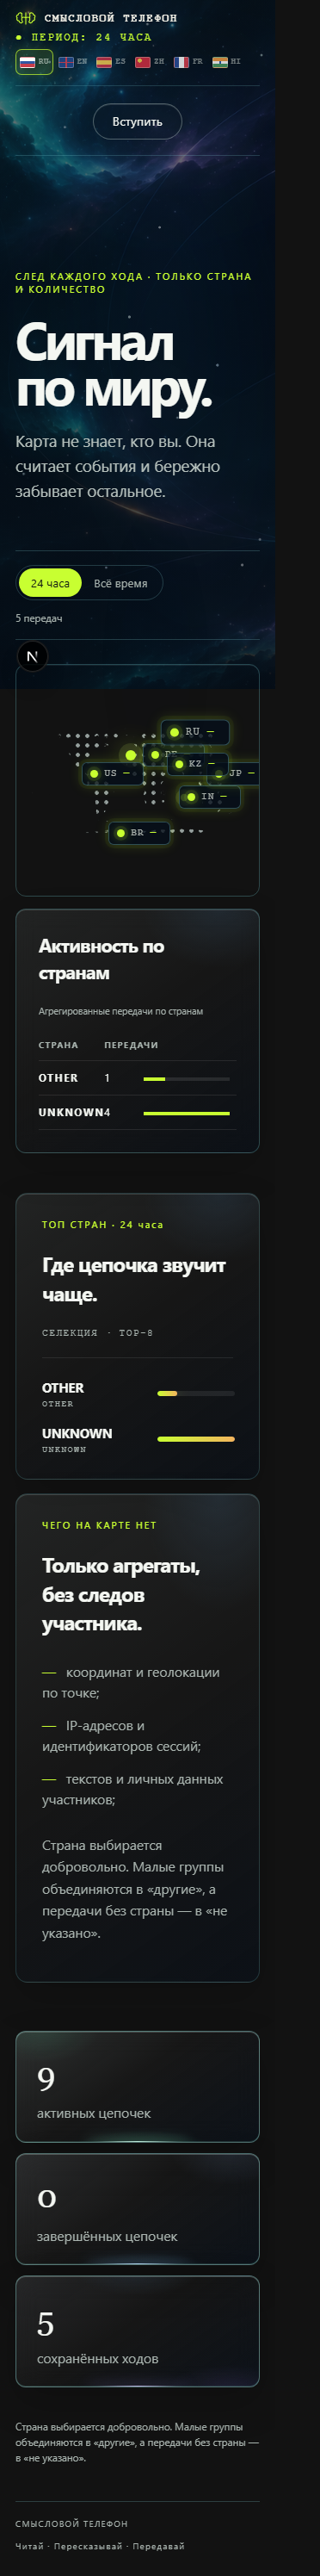 СМЫСЛОВОЙ ТЕЛЕФОН
● ПЕРИОД: 24 ЧАСА
RU EN ES ZH FR HI
Вступить
СЛЕД КАЖДОГО ХОДА · ТОЛЬКО СТРАНА
И КОЛИЧЕСТВО
Сигнал
по миру.
Карта не знает, кто вы. Она
считает события и бережно
забывает остальное.
24 часа Всё время
5 передач
N
RU —
KZ —
US —
JP —
IN —
BR —
Активность по
странам
Агрегированные передачи по странам
СТРАНА ПЕРЕДАЧИ
OTHER 1
UNKNOWN4
ТОП СТРАН · 24 часа
Где цепочка звучит
чаще.
СЕЛЕКЦИЯ · TOP-8
OTHER
OTHER
UNKNOWN
UNKNOWN
ЧЕГО НА КАРТЕ НЕТ
Только агрегаты,
без следов
участника.
— координат и геолокации
по точке;
— IP-адресов и
идентификаторов сессий;
— текстов и личных данных
участников;
Страна выбирается
добровольно. Малые группы
объединяются в «другие», а
передачи без страны — в «не
указано».
9
активных цепочек
0
завершённых цепочек
5
сохранённых ходов
Страна выбирается добровольно. Малые группы
объединяются в «другие», а передачи без страны —
в «не указано».
СМЫСЛОВОЙ ТЕЛЕФОН
Читай · Пересказывай · Передавай